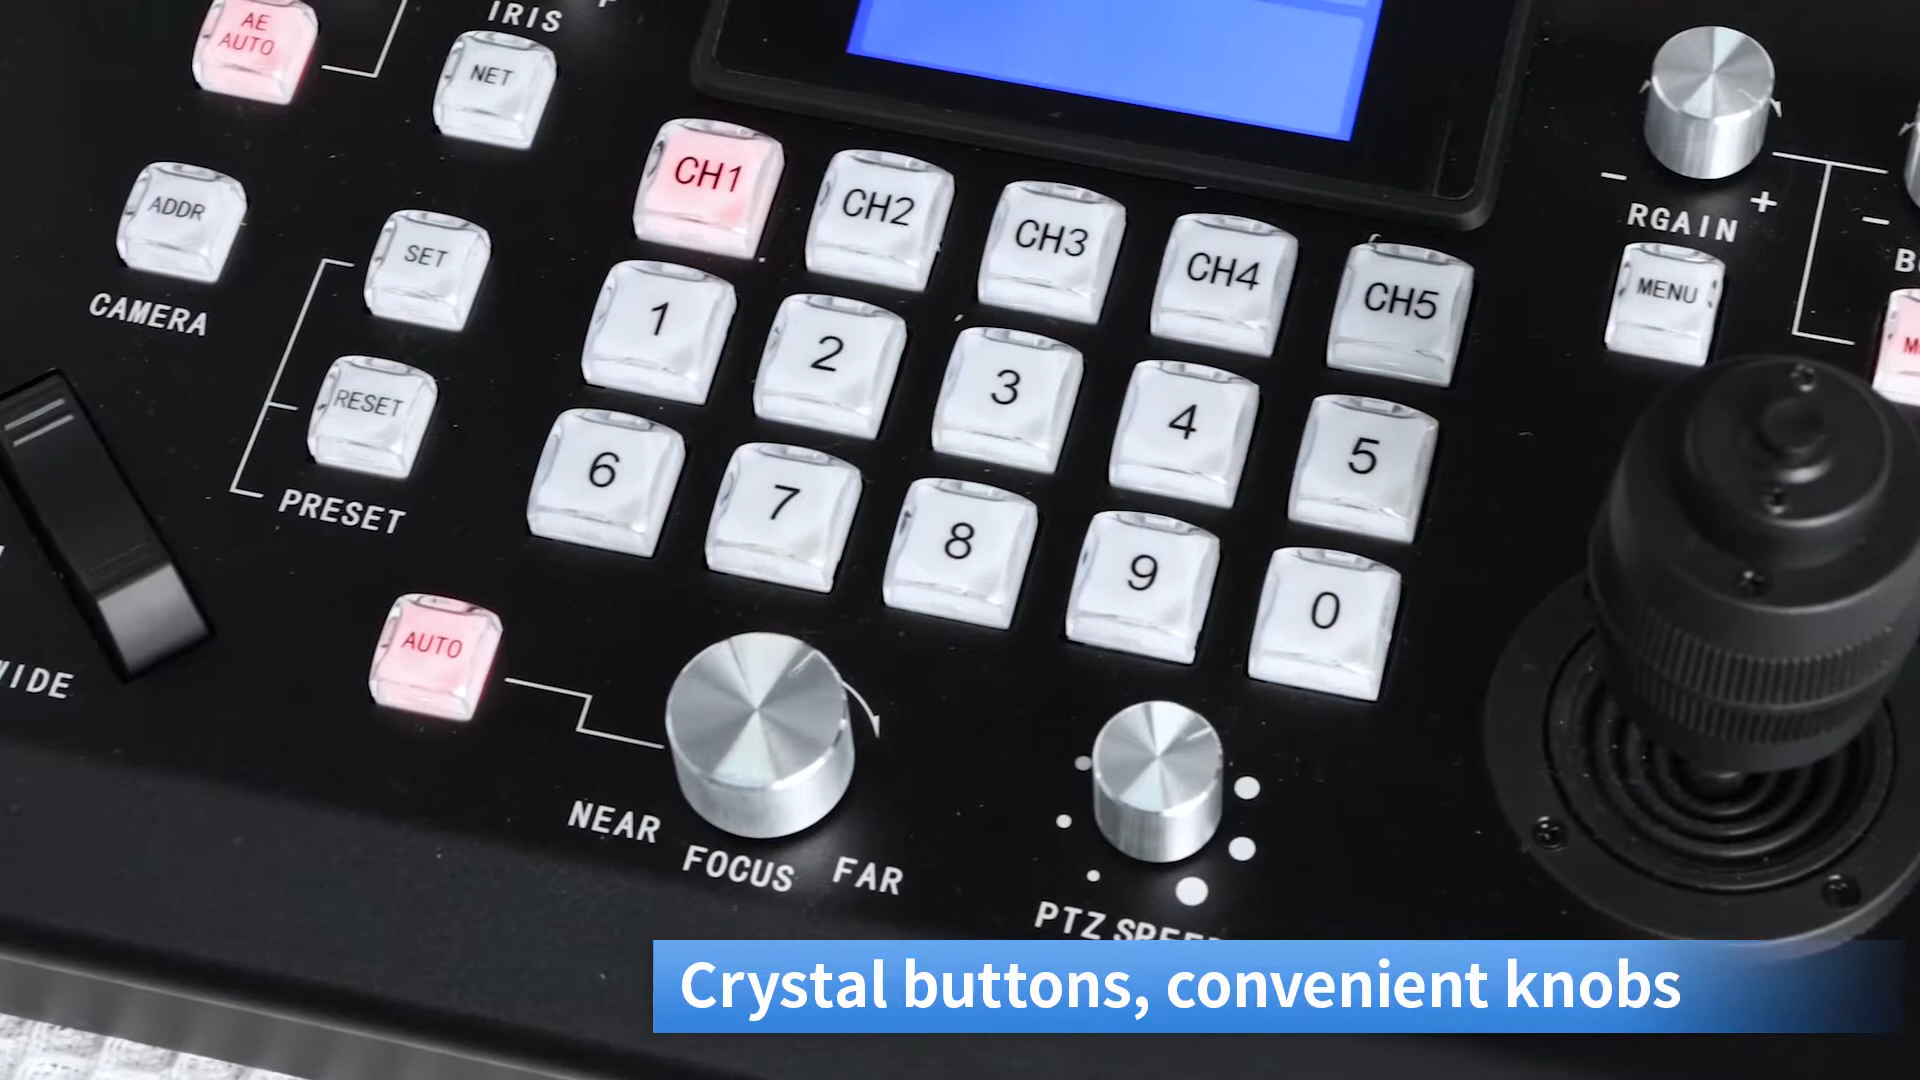 IRIS
AE
AUTO
NET
CH1
CH2
CH3
CH4
CH5
- RGAIN +
-
ADDR
CAMERA
SET
RESET
PRESET
1
2
3
4
5
MENU
6
7
8
9
0
AUTO
NEAR
FOCUS
FAR
PTZ
Crystal buttons, convenient knobs